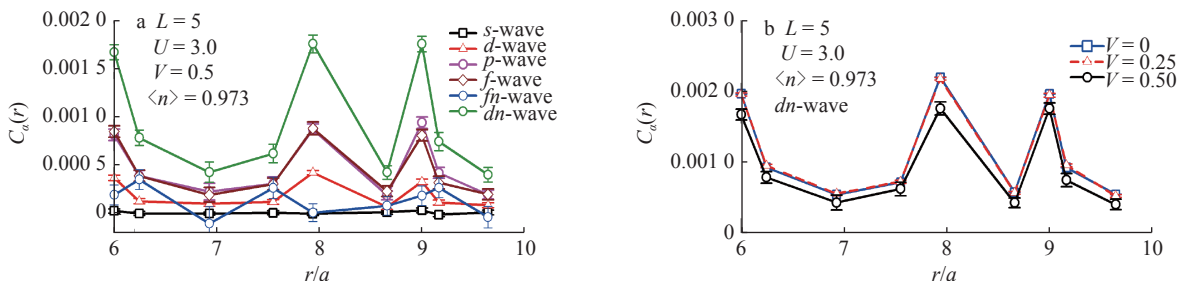 a L = 5
U = 3.0
V = 0.5
⟨n⟩ = 0.973
s-wave
d-wave
p-wave
f-wave
fn-wave
dn-wave
0.002 0
0.001 5
0.001 0
0.000 5
0
Cα(r)
6 7 8 9 10
r/a
b L = 5
U = 3.0
⟨n⟩ = 0.973
dn-wave
V = 0
V = 0.25
V = 0.50
0.003 0
0.002 0
0.001 0
0
Cα(r)
6 7 8 9 10
r/a